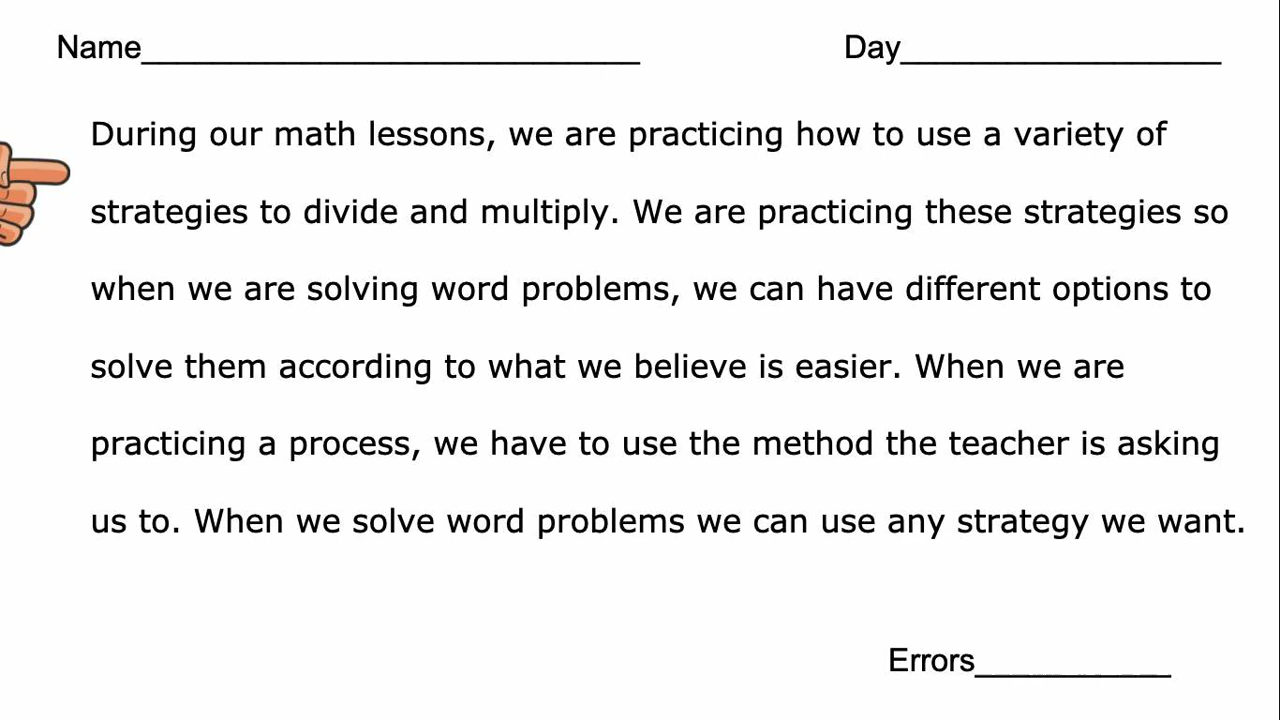 Name____________________________ Day__________________
During our math lessons, we are practicing how to use a variety of
strategies to divide and multiply. We are practicing these strategies so
when we are solving word problems, we can have different options to
solve them according to what we believe is easier. When we are
practicing a process, we have to use the method the teacher is asking
us to. When we solve word problems we can use any strategy we want.
Errors___________